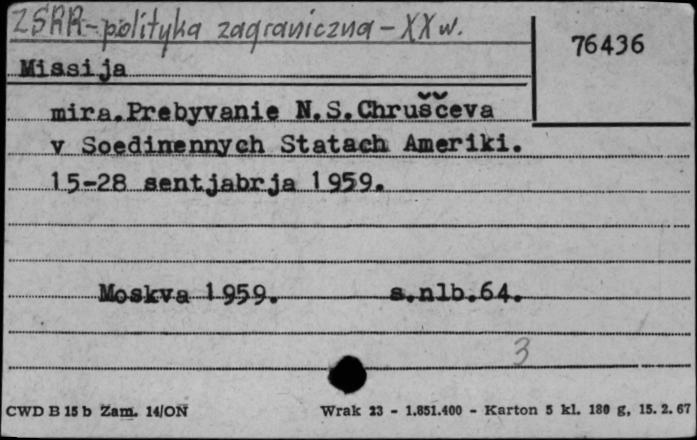 ZSRR-polityka zagraniczna-XX w.
76436
Missija
mira.Prebyvanie N.S.Chruščeva
v Soedinennych Statach Ameriki.
15-28 sentjabrja 1959.
Moskva 1959. s.nlb.64.
3
CWD B 15 b Zam. 14/ON Wrak 23 - 1.851.400 - Karton 5 kl. 180 g, 15. 2. 67